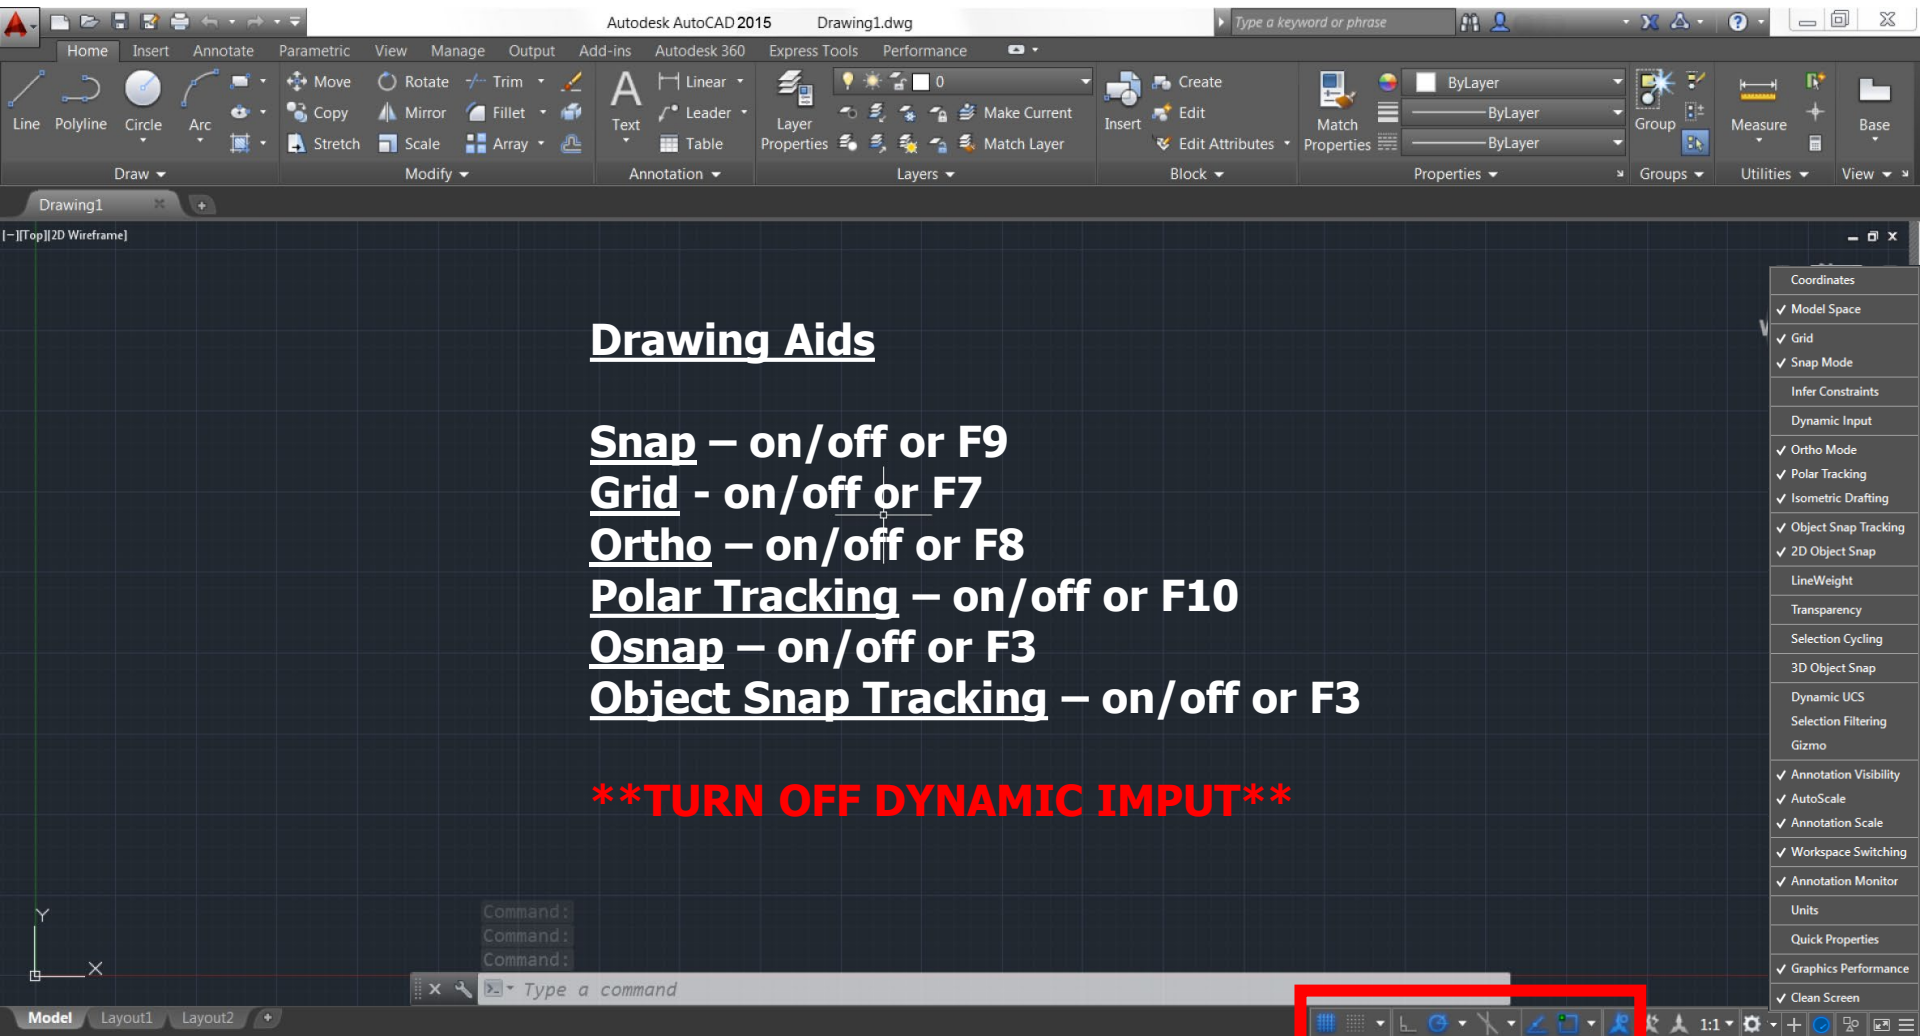 Autodesk AutoCAD 2015 Drawing1.dwg Type a keyword or phrase
Home Insert Annotate Parametric View Manage Output Add-ins Autodesk 360 Express Tools Performance
Line Polyline Circle Arc
Move Rotate Trim
Copy Mirror Fillet
Stretch Scale Array
Text Linear
Leader
Table
Layer Properties
0
Make Current
Match Layer
Insert Create
Edit
Edit Attributes
Match Properties
ByLayer
ByLayer
ByLayer
Group Measure Base
Draw Modify Annotation Layers Block Properties Groups Utilities View
Drawing1
[−][Top][2D Wireframe]
Drawing Aids
Snap – on/off or F9
Grid - on/off or F7
Ortho – on/off or F8
Polar Tracking – on/off or F10
Osnap – on/off or F3
Object Snap Tracking – on/off or F3
**TURN OFF DYNAMIC IMPUT**
Coordinates
Model Space
Grid
Snap Mode
Infer Constraints
Dynamic Input
Ortho Mode
Polar Tracking
Isometric Drafting
Object Snap Tracking
2D Object Snap
LineWeight
Transparency
Selection Cycling
3D Object Snap
Dynamic UCS
Selection Filtering
Gizmo
Annotation Visibility
AutoScale
Annotation Scale
Workspace Switching
Annotation Monitor
Units
Quick Properties
Graphics Performance
Clean Screen
Y
X
Command:
Command:
Command:
Type a command
Model Layout1 Layout2
1:1